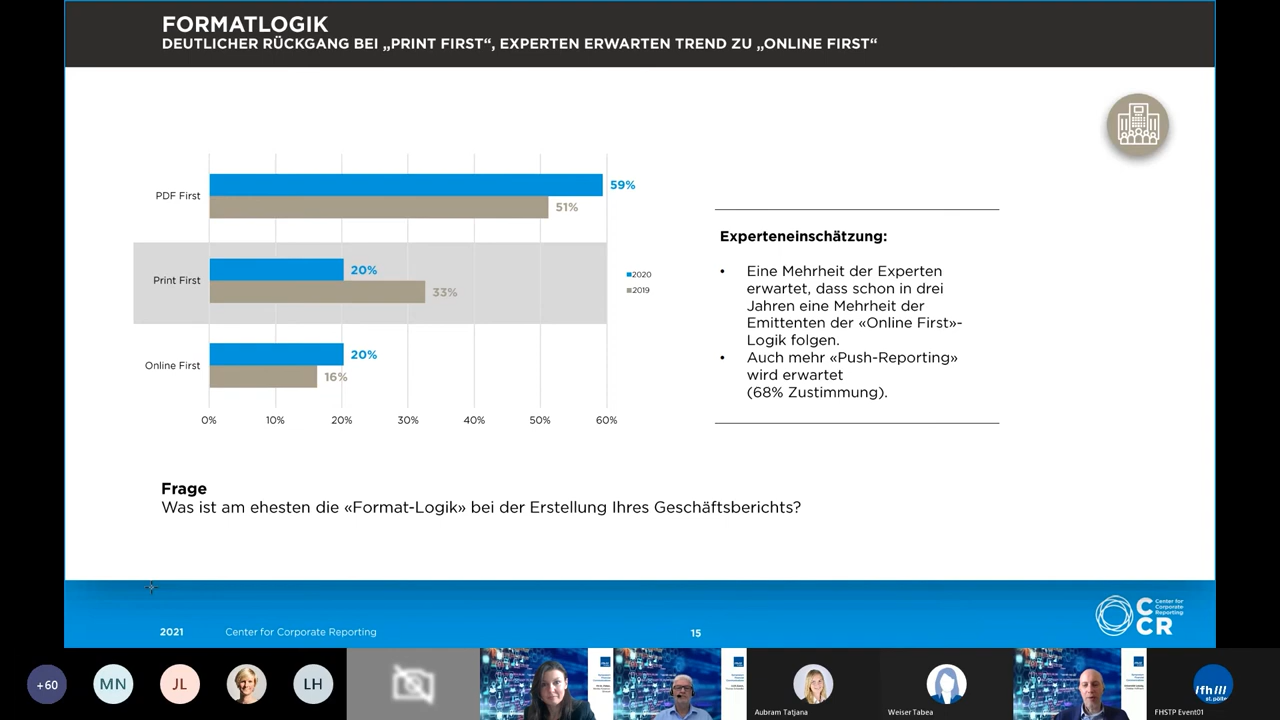 FORMATLOGIK
DEUTLICHER RÜCKGANG BEI „PRINT FIRST“, EXPERTEN ERWARTEN TREND ZU „ONLINE FIRST“
PDF First
59%
51%
Print First
20%
33%
Online First
20%
16%
0%
10%
20%
30%
40%
50%
60%
2020
2019
Experteneinschätzung:
• Eine Mehrheit der Experten
erwartet, dass schon in drei
Jahren eine Mehrheit der
Emittenten der «Online First»-
Logik folgen.
• Auch mehr «Push-Reporting»
wird erwartet
(68% Zustimmung).
Frage
Was ist am ehesten die «Format-Logik» bei der Erstellung Ihres Geschäftsberichts?
2021
Center for Corporate Reporting
15
CCR
Center for
Corporate
Reporting
+60
MN
JL
LH
Aubram Tatjana
Weiser Tabea
FHSTP Event01
/fh///
st.pölten